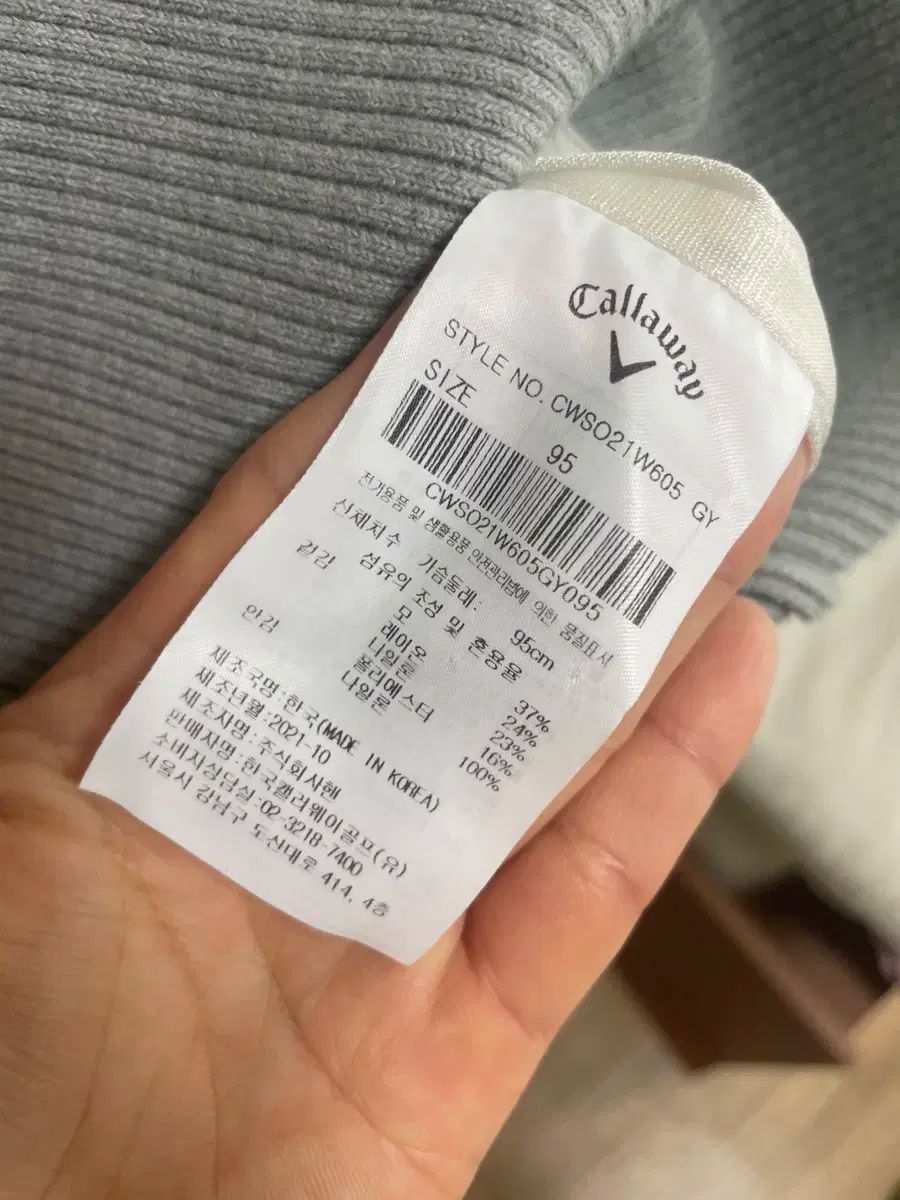 Callaway
STYLE NO. CWSO21W605 GY
SIZE 95
CWSO21W605GY095
전기용품 및 생활용품 안전관리법에 의한 품질표시
신체치수 가슴둘레 : 95cm
섬유의 조성 및 혼용율
겉감 모 37%
레이온 24%
나일론 23%
폴리에스터 16%
안감 나일론 100%
제조국명:한국(MADE IN KOREA)
제조년월:2021-10
제조사명:주식회사헨
판매자명:한국캘러웨이골프(유)
소비자상담실:02-3218-7400
서울시 강남구 도산대로 414, 4층